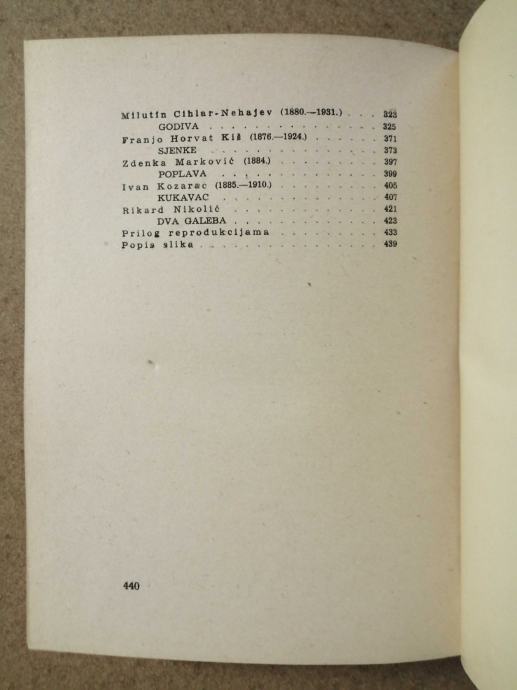 Milutin Cihlar-Nehajev (1880.—1931.) . . . 323
GODIVA . . . . . . . . . . . . . 325
Franjo Horvat Kiš (1876.—1924.) . . . . . 371
SJENKE . . . . . . . . . . . . . 373
Zdenka Marković (1884.) . . . . . . . . 397
POPLAVA . . . . . . . . . . . . 399
Ivan Kozarac (1885.—1910.) . . . . . . . 405
KUKAVAC . . . . . . . . . . . . 407
Rikard Nikolić . . . . . . . . . . . . 421
DVA GALEBA . . . . . . . . . . . 423
Prilog reprodukcijama . . . . . . . . 433
Popis slika . . . . . . . . . . . . . . 439
440